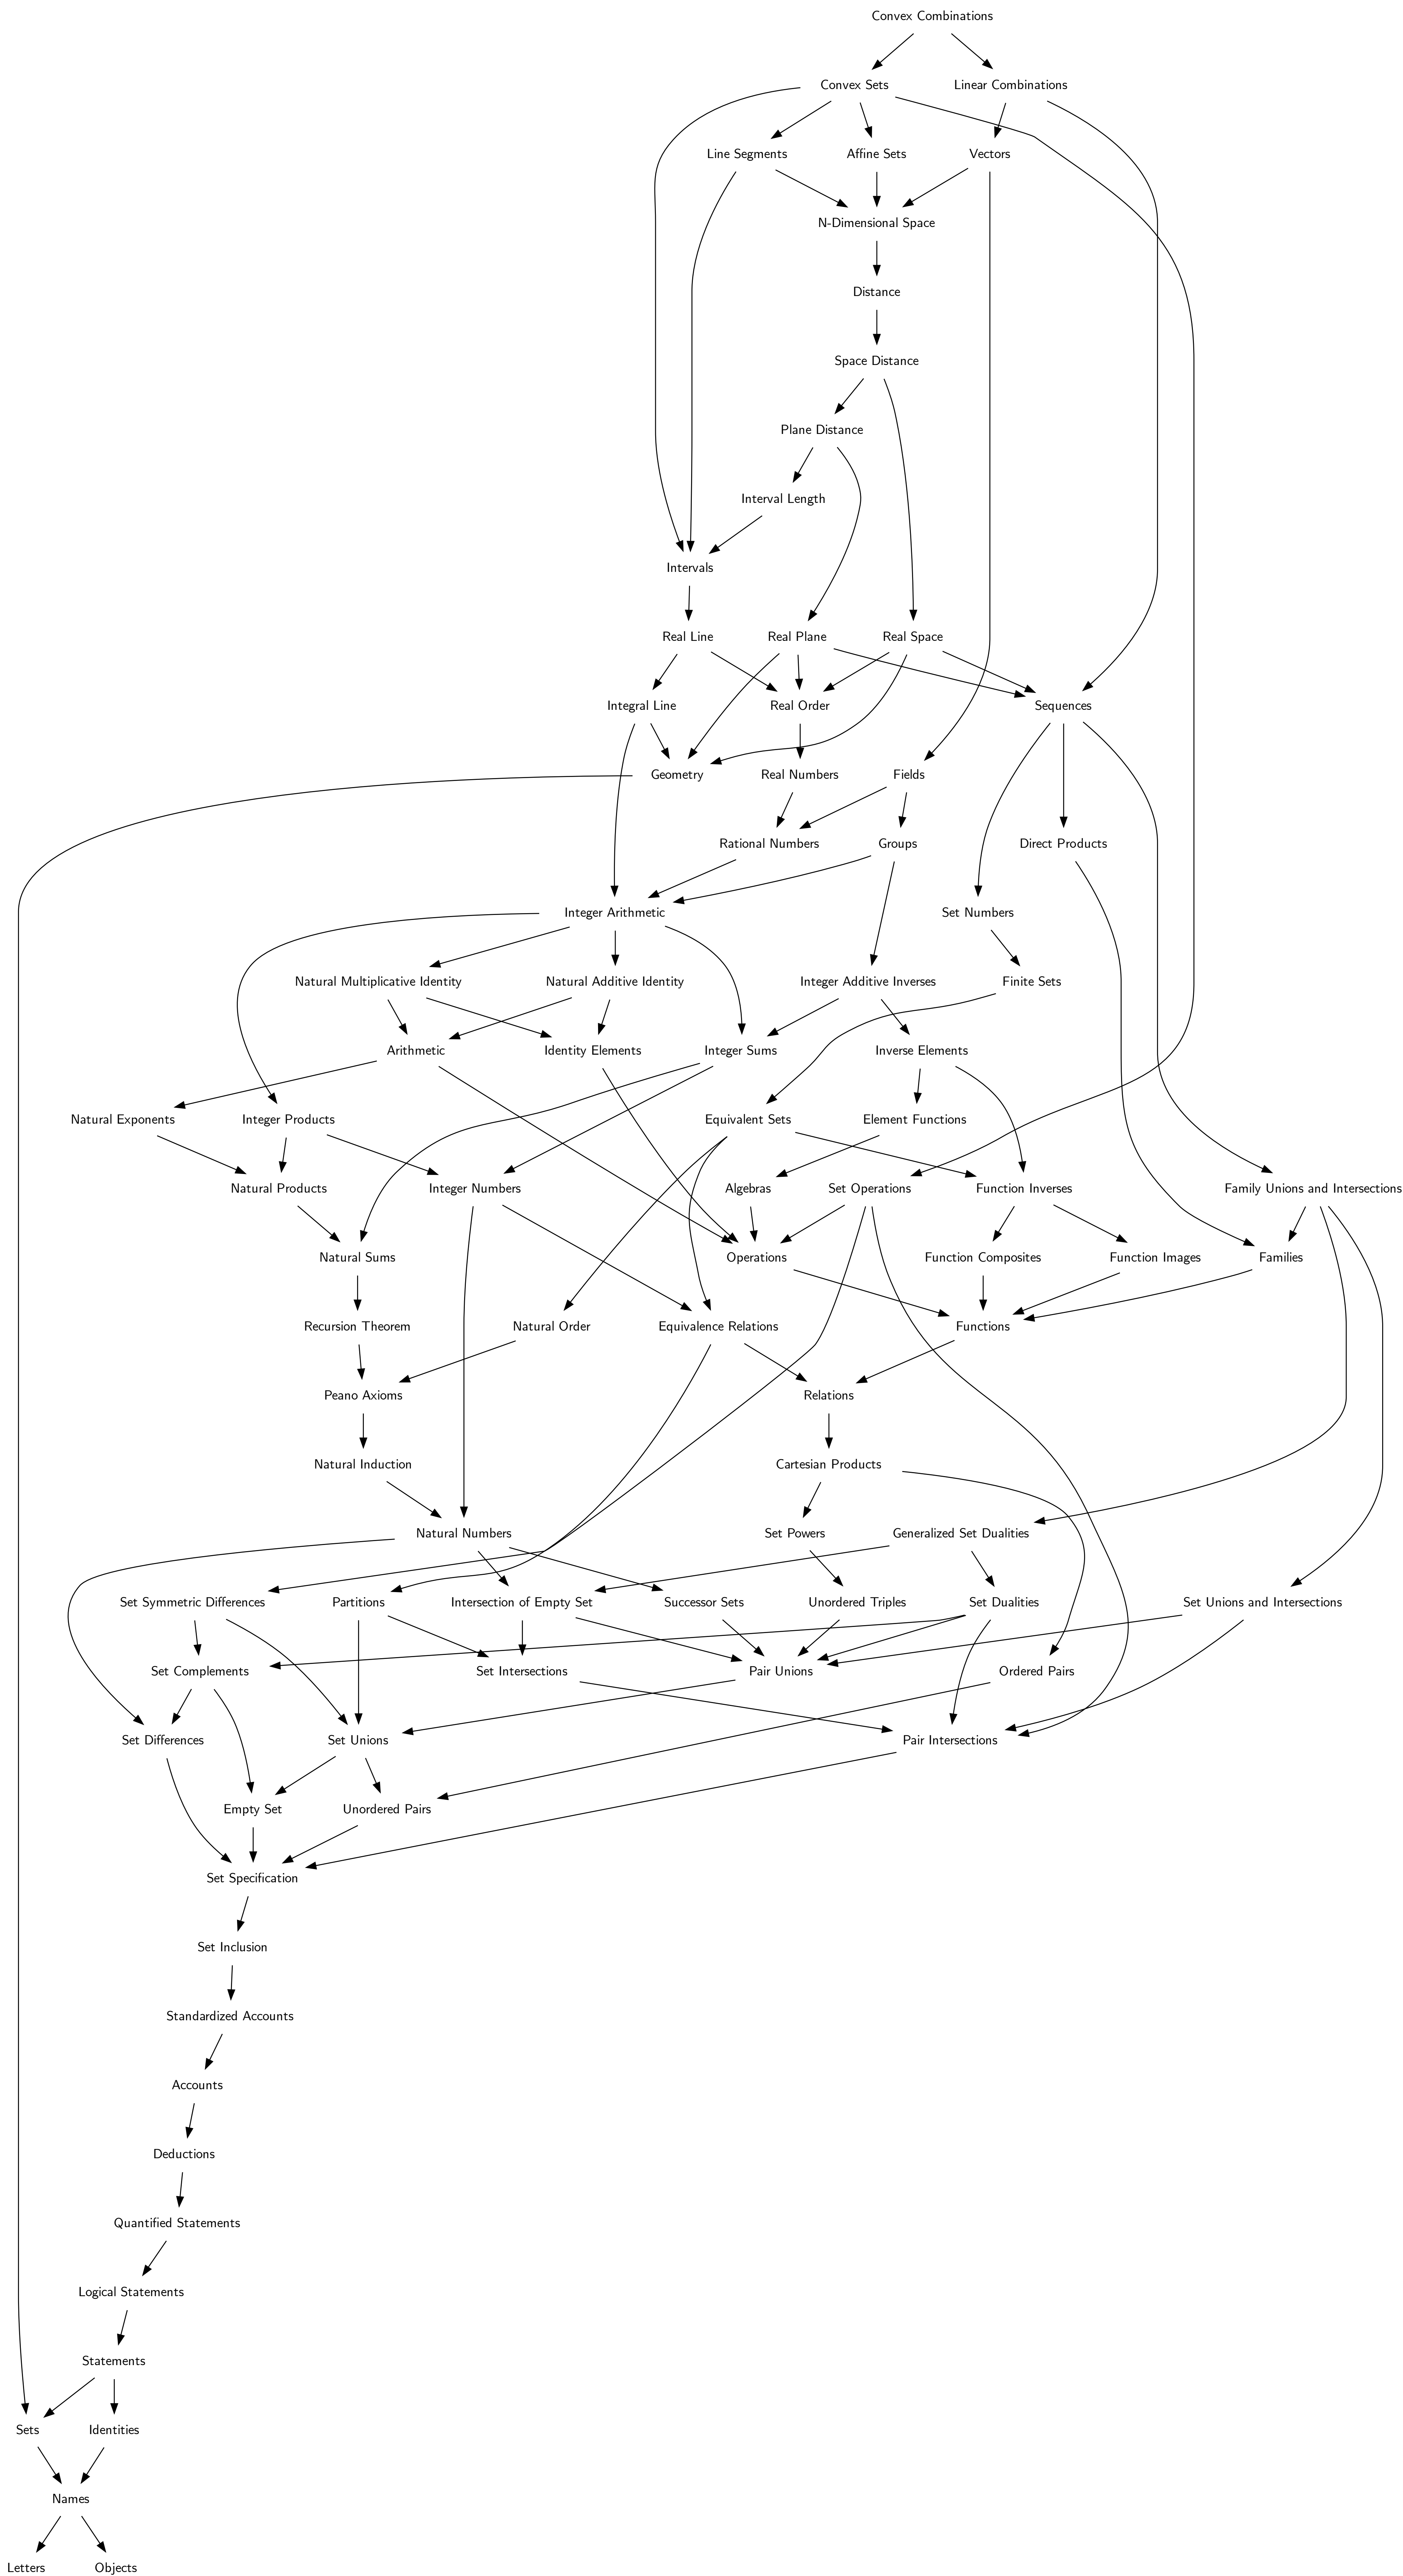 Convex Combinations
Convex Sets
Linear Combinations
Line Segments
Affine Sets
Vectors
N-Dimensional Space
Distance
Space Distance
Plane Distance
Interval Length
Intervals
Real Line
Real Plane
Real Space
Integral Line
Real Order
Sequences
Geometry
Real Numbers
Fields
Rational Numbers
Groups
Direct Products
Integer Arithmetic
Set Numbers
Natural Multiplicative Identity
Natural Additive Identity
Integer Additive Inverses
Finite Sets
Arithmetic
Identity Elements
Integer Sums
Inverse Elements
Natural Exponents
Integer Products
Equivalent Sets
Element Functions
Natural Products
Integer Numbers
Algebras
Set Operations
Function Inverses
Family Unions and Intersections
Natural Sums
Operations
Function Composites
Function Images
Families
Recursion Theorem
Natural Order
Equivalence Relations
Functions
Peano Axioms
Relations
Natural Induction
Cartesian Products
Natural Numbers
Set Powers
Generalized Set Dualities
Set Symmetric Differences
Partitions
Intersection of Empty Set
Successor Sets
Unordered Triples
Set Dualities
Set Unions and Intersections
Set Complements
Set Intersections
Pair Unions
Ordered Pairs
Set Differences
Set Unions
Pair Intersections
Empty Set
Unordered Pairs
Set Specification
Set Inclusion
Standardized Accounts
Accounts
Deductions
Quantified Statements
Logical Statements
Statements
Sets
Identities
Names
Letters
Objects